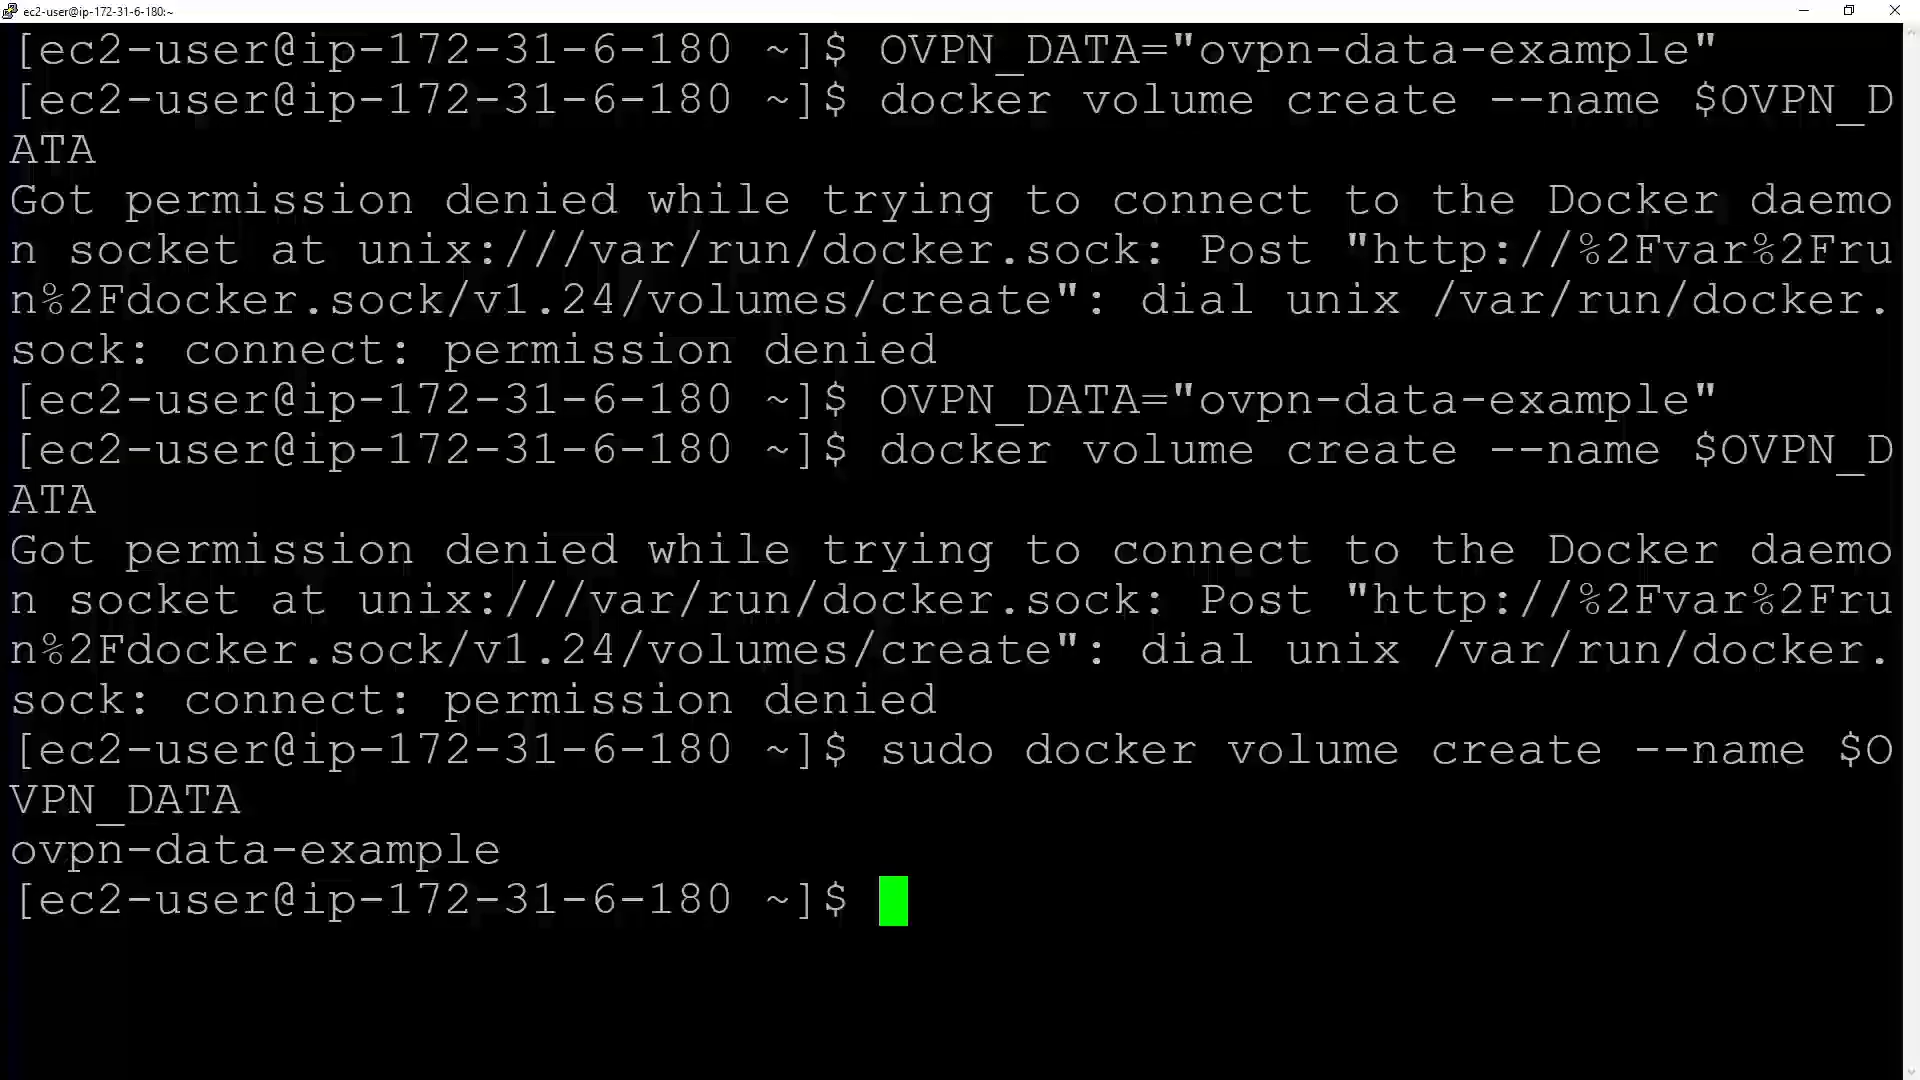 ec2-user@ip-172-31-6-180:~
[ec2-user@ip-172-31-6-180 ~]$ OVPN_DATA="ovpn-data-example"
[ec2-user@ip-172-31-6-180 ~]$ docker volume create --name $OVPN_D
ATA
Got permission denied while trying to connect to the Docker daemo
n socket at unix:///var/run/docker.sock: Post "http://%2Fvar%2Fru
n%2Fdocker.sock/v1.24/volumes/create": dial unix /var/run/docker.
sock: connect: permission denied
[ec2-user@ip-172-31-6-180 ~]$ OVPN_DATA="ovpn-data-example"
[ec2-user@ip-172-31-6-180 ~]$ docker volume create --name $OVPN_D
ATA
Got permission denied while trying to connect to the Docker daemo
n socket at unix:///var/run/docker.sock: Post "http://%2Fvar%2Fru
n%2Fdocker.sock/v1.24/volumes/create": dial unix /var/run/docker.
sock: connect: permission denied
[ec2-user@ip-172-31-6-180 ~]$ sudo docker volume create --name $O
VPN_DATA
ovpn-data-example
[ec2-user@ip-172-31-6-180 ~]$